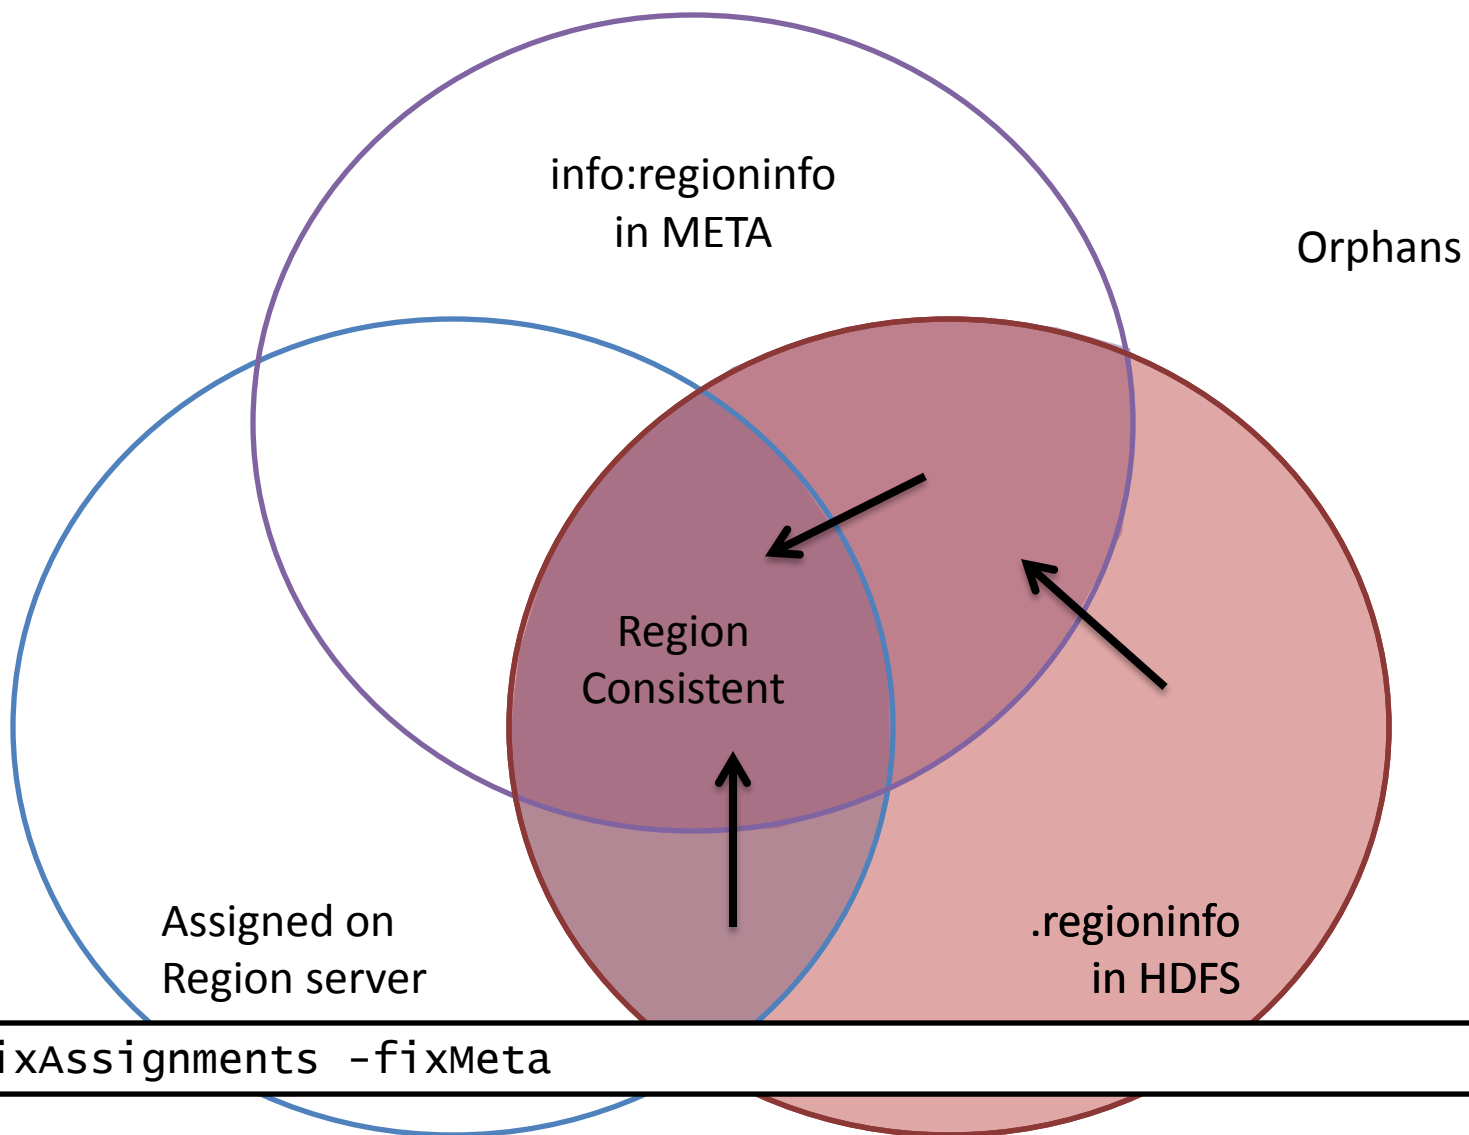 info:regioninfo
in META
Orphans
Region
Consistent
Assigned on
Region server
.regioninfo
in HDFS
ixAssignments -fixMeta